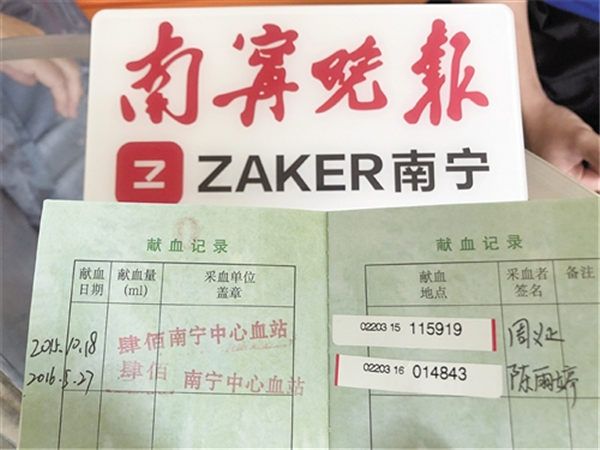 南宁晚报
ZAKER南宁
献血记录
献血日期
献血量(ml)
采血单位盖章
2015.10.18 肆佰 南宁中心血站
2016.5.27 肆佰 南宁中心血站
献血记录
献血地点
采血者签名
备注
02203 15 115919
02203 16 014843 陈雨婷